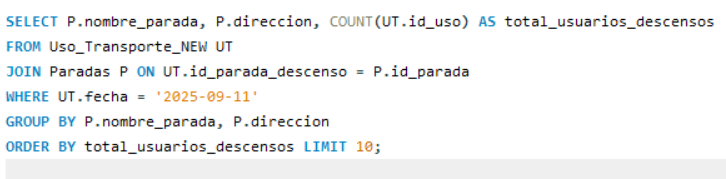 SELECT P.nombre_parada, P.direccion, COUNT(UT.id_uso) AS total_usuarios_descensos
FROM Uso_Transporte_NEW UT
JOIN Paradas P ON UT.id_parada_descenso = P.id_parada
WHERE UT.fecha = '2025-09-11'
GROUP BY P.nombre_parada, P.direccion
ORDER BY total_usuarios_descensos LIMIT 10;